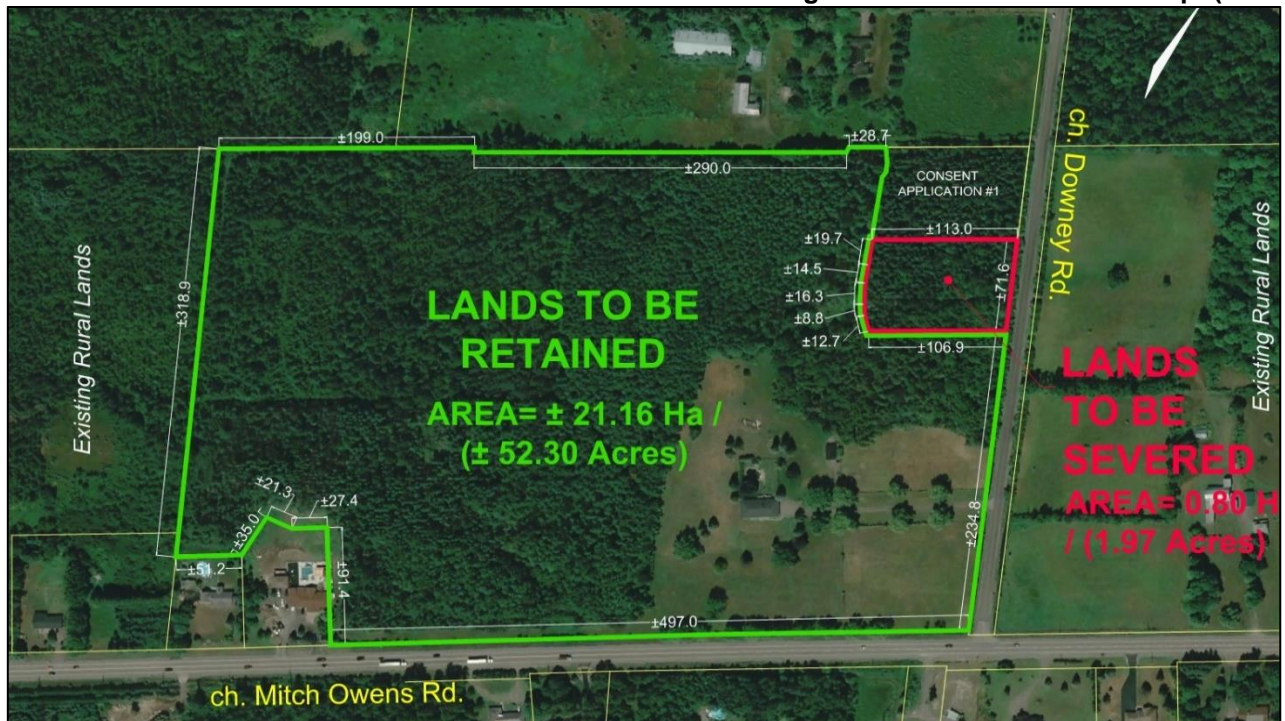 ±199.0
±28.7
±290.0
CONSENT
APPLICATION #1
ch. Downey Rd.
±113.0
±19.7
±14.5
±16.3
±8.8
±12.7
±71.6
±106.9
±318.9
Existing Rural Lands
Existing Rural Lands
LANDS TO BE
RETAINED
AREA= ± 21.16 Ha /
(± 52.30 Acres)
LANDS
TO BE
SEVERED
AREA= 0.80 H
/ (1.97 Acres)
±21.3
±27.4
±35.0
±51.2
±91.4
±234.8
±497.0
ch. Mitch Owens Rd.